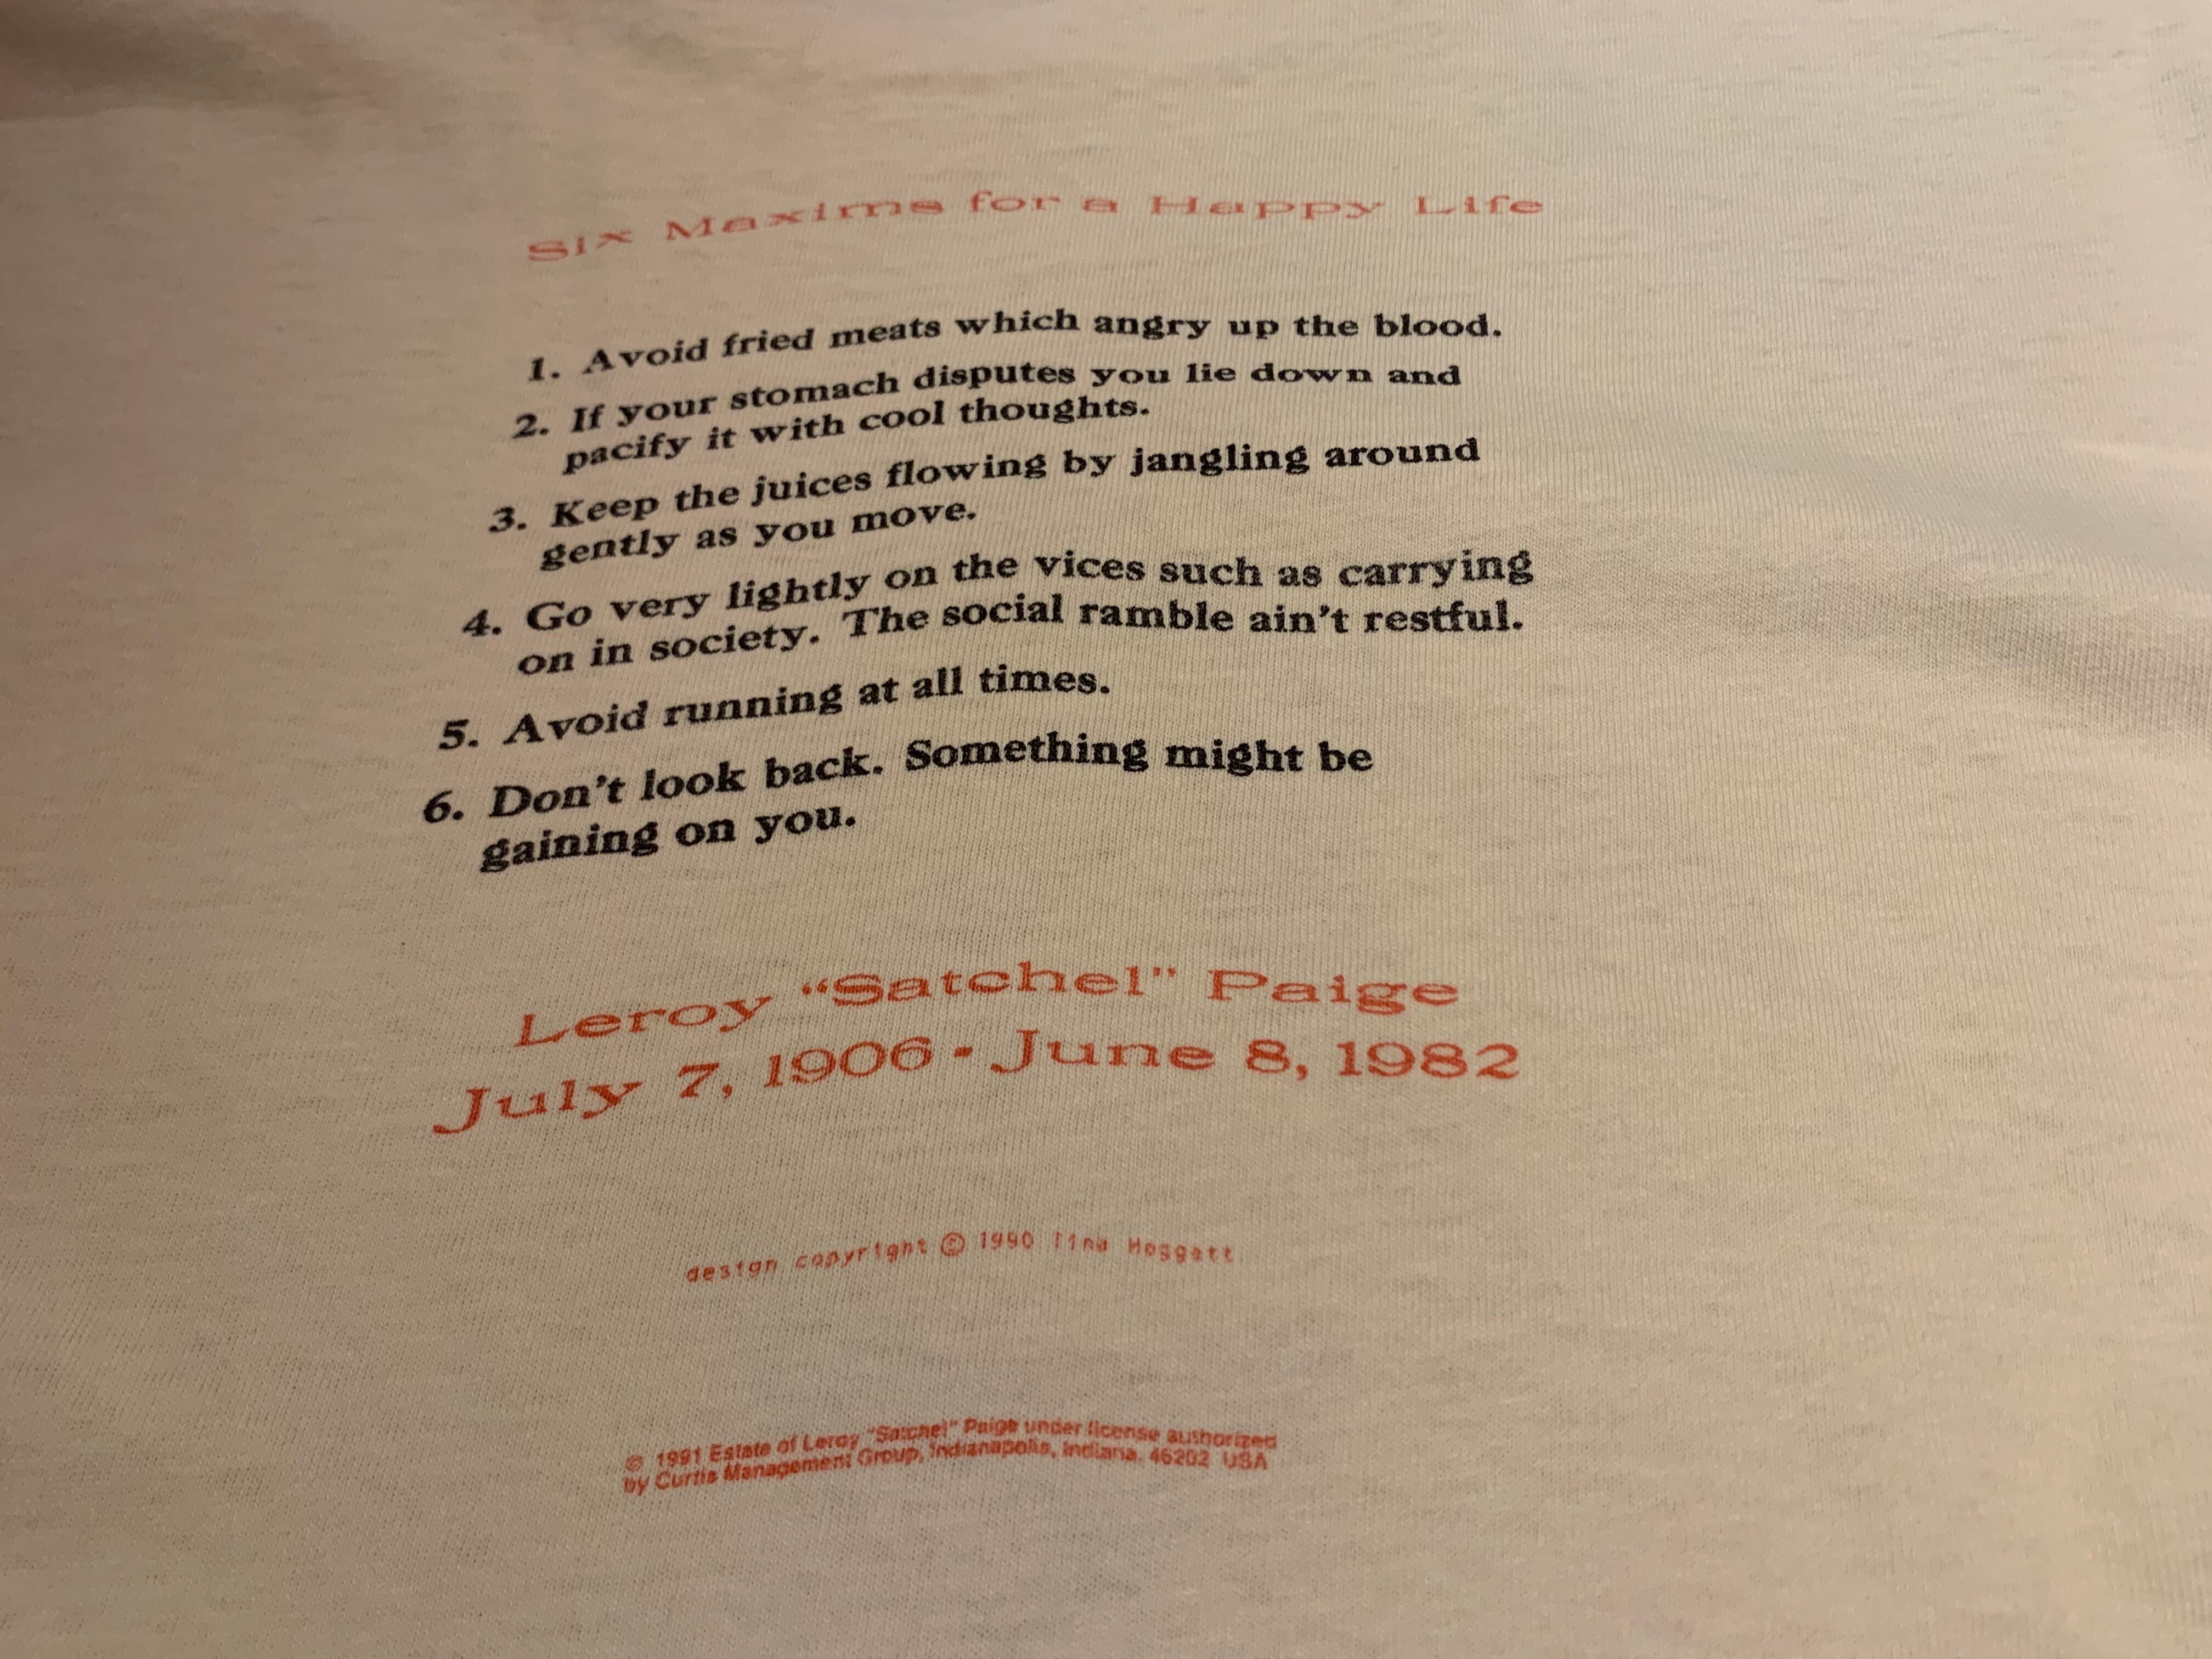 Six Maxims for a Happy Life
1. Avoid fried meats which angry up the blood.
2. If your stomach disputes you lie down and
pacify it with cool thoughts.
3. Keep the juices flowing by jangling around
gently as you move.
4. Go very lightly on the vices such as carrying
on in society. The social ramble ain't restful.
5. Avoid running at all times.
6. Don't look back. Something might be
gaining on you.
Leroy “Satchel” Paige
July 7, 1906 - June 8, 1982
design copyright © 1990 Tina Hoggatt
© 1991 Estate of Leroy "Satchel" Paige under license authorized
by Curtis Management Group, Indianapolis, Indiana, 46202 USA